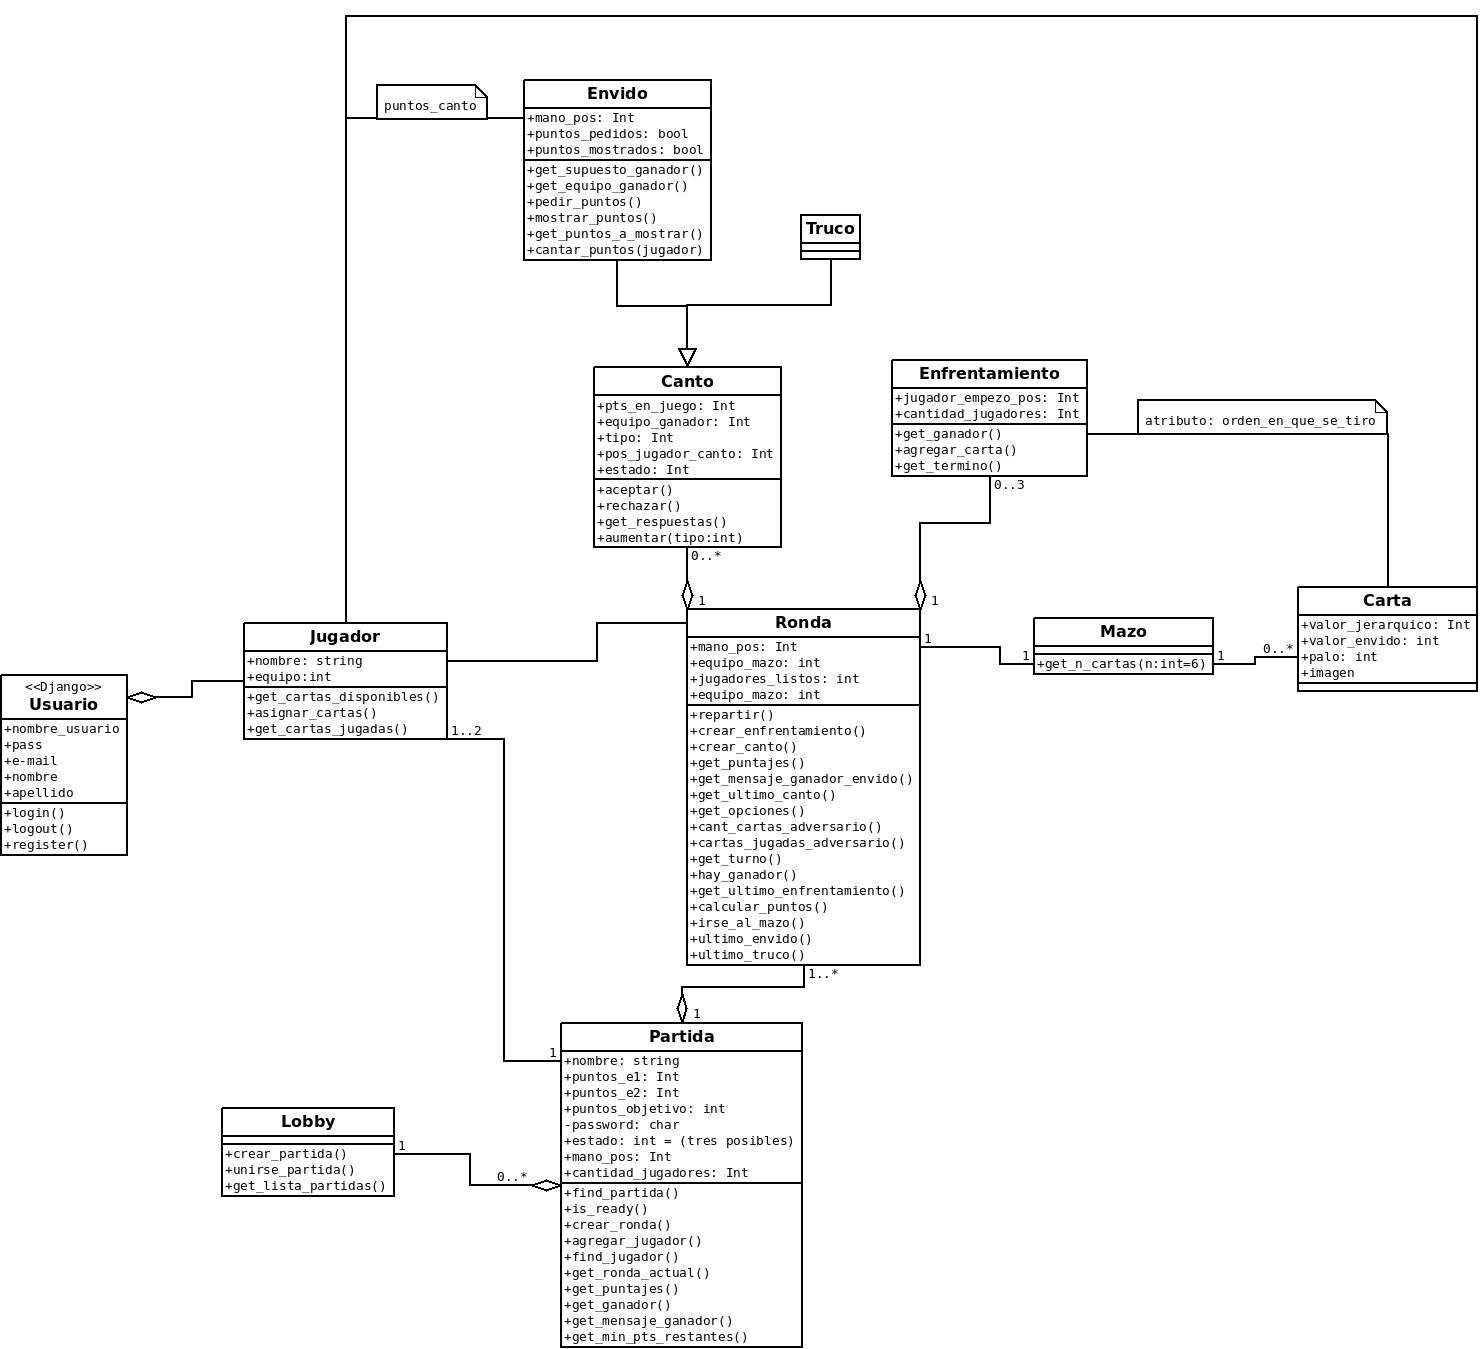 puntos_canto
Envido
+mano_pos: Int
+puntos_pedidos: bool
+puntos_mostrados: bool
+get_supuesto_ganador()
+get_equipo_ganador()
+pedir_puntos()
+mostrar_puntos()
+get_puntos_a_mostrar()
+cantar_puntos(jugador)
Truco
Canto
+pts_en_juego: Int
+equipo_ganador: Int
+tipo: Int
+pos_jugador_canto: Int
+estado: Int
+aceptar()
+rechazar()
+get_respuestas()
+aumentar(tipo:int)
0..*
1
Enfrentamiento
+jugador_empezo_pos: Int
+cantidad_jugadores: Int
+get_ganador()
+agregar_carta()
+get_termino()
0..3
1
atributo: orden_en_que_se_tiro
Carta
+valor_jerarquico: Int
+valor_envido: int
+palo: int
+imagen
0..*
1
Mazo
+get_n_cartas(n:int=6)
1
1
Ronda
+mano_pos: Int
+equipo_mazo: int
+jugadores_listos: int
+equipo_mazo: int
+repartir()
+crear_enfrentamiento()
+crear_canto()
+get_puntajes()
+get_mensaje_ganador_envido()
+get_ultimo_canto()
+get_opciones()
+cant_cartas_adversario()
+cartas_jugadas_adversario()
+get_turno()
+hay_ganador()
+get_ultimo_enfrentamiento()
+calcular_puntos()
+irse_al_mazo()
+ultimo_envido()
+ultimo_truco()
1..*
1
Jugador
+nombre: string
+equipo:int
+get_cartas_disponibles()
+asignar_cartas()
+get_cartas_jugadas()
1..2
1
<<Django>>
Usuario
+nombre_usuario
+pass
+e-mail
+nombre
+apellido
+login()
+logout()
+register()
Partida
+nombre: string
+puntos_e1: Int
+puntos_e2: Int
+puntos_objetivo: int
-password: char
+estado: int = (tres posibles)
+mano_pos: Int
+cantidad_jugadores: Int
+find_partida()
+is_ready()
+crear_ronda()
+agregar_jugador()
+find_jugador()
+get_ronda_actual()
+get_puntajes()
+get_ganador()
+get_mensaje_ganador()
+get_min_pts_restantes()
Lobby
+crear_partida()
+unirse_partida()
+get_lista_partidas()
1
0..*